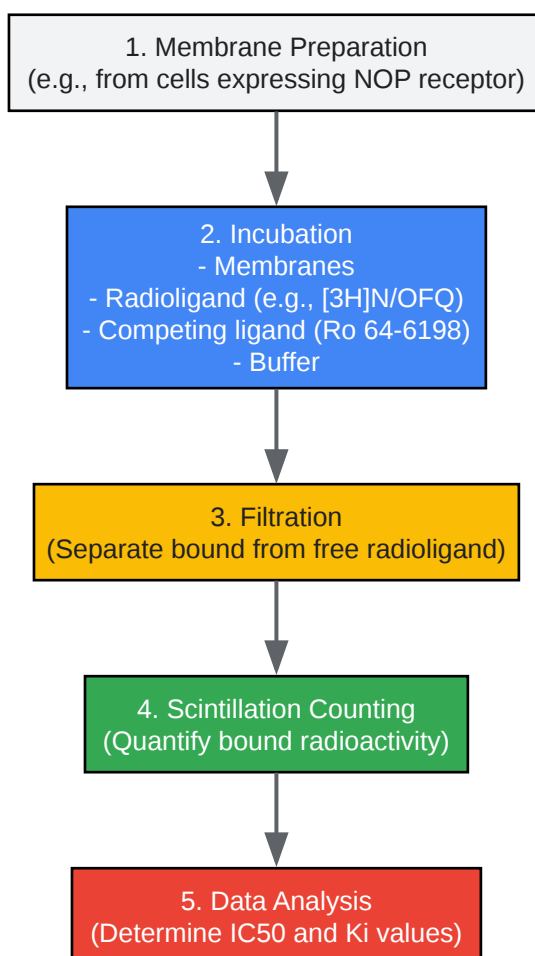 1. Membrane Preparation
(e.g., from cells expressing NOP receptor)
2. Incubation
- Membranes
- Radioligand (e.g., [3H]N/OFQ)
- Competing ligand (Ro 64-6198)
- Buffer
3. Filtration
(Separate bound from free radioligand)
4. Scintillation Counting
(Quantify bound radioactivity)
5. Data Analysis
(Determine IC50 and Ki values)